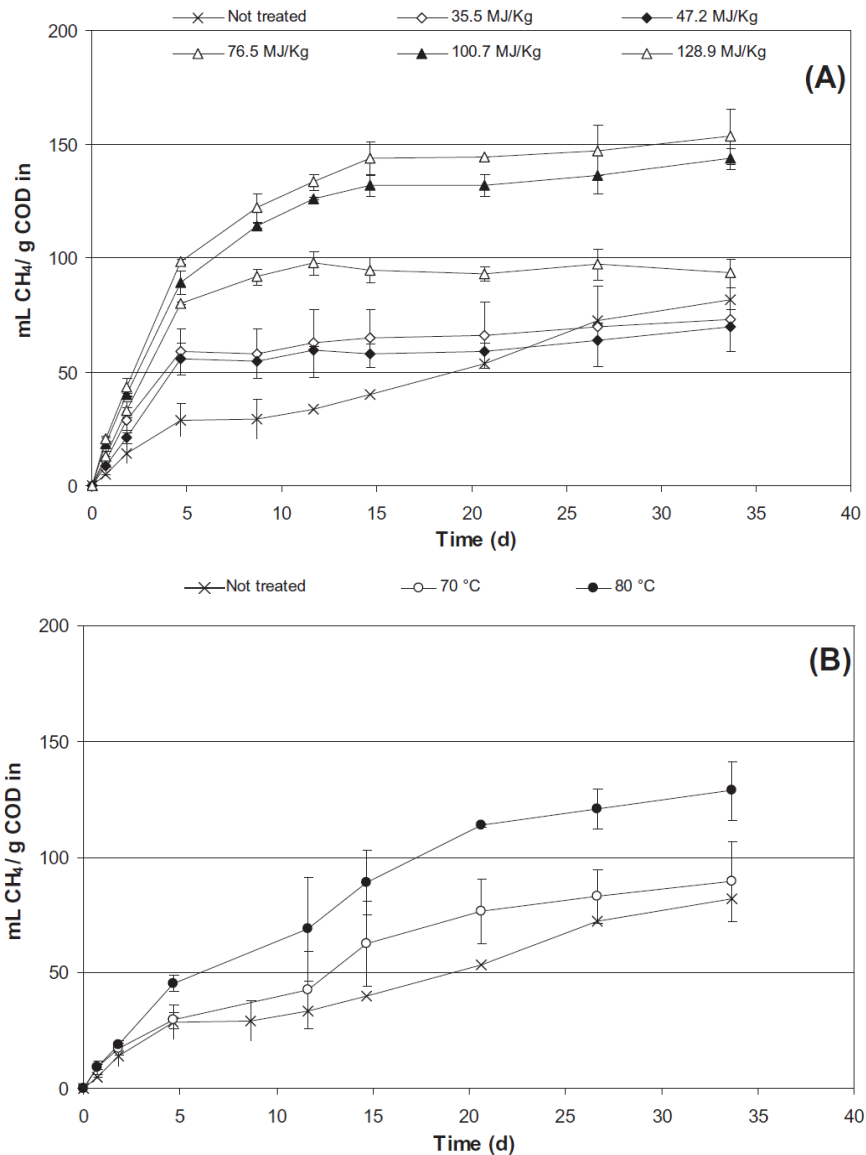 Not treated 35.5 MJ/Kg 47.2 MJ/Kg
76.5 MJ/Kg 100.7 MJ/Kg 128.9 MJ/Kg
(A)
200
150
100
50
0
mL CH₄/ g COD in
0 5 10 15 20 25 30 35 40
Time (d)
Not treated 70 °C 80 °C
(B)
200
150
100
50
0
mL CH₄/ g COD in
0 5 10 15 20 25 30 35 40
Time (d)